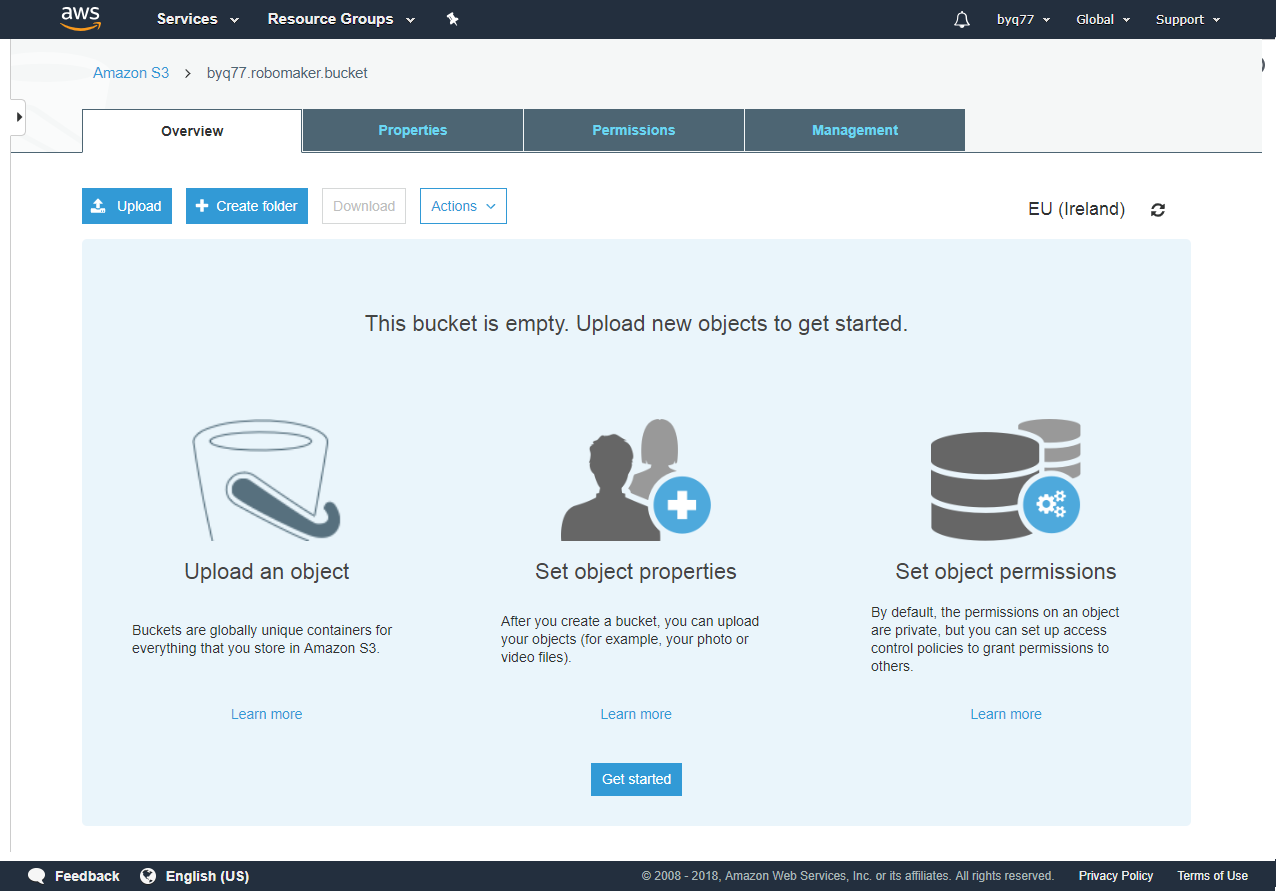 aws Services Resource Groups byq77 Global Support
Amazon S3 > byq77.robomaker.bucket
Overview Properties Permissions Management
Upload Create folder Download Actions EU (Ireland)
This bucket is empty. Upload new objects to get started.
Upload an object
Buckets are globally unique containers for
everything that you store in Amazon S3.
Learn more
Set object properties
After you create a bucket, you can upload
your objects (for example, your photo or
video files).
Learn more
Set object permissions
By default, the permissions on an object
are private, but you can set up access
control policies to grant permissions to
others.
Learn more
Get started
Feedback English (US) © 2008 - 2018, Amazon Web Services, Inc. or its affiliates. All rights reserved. Privacy Policy Terms of Use